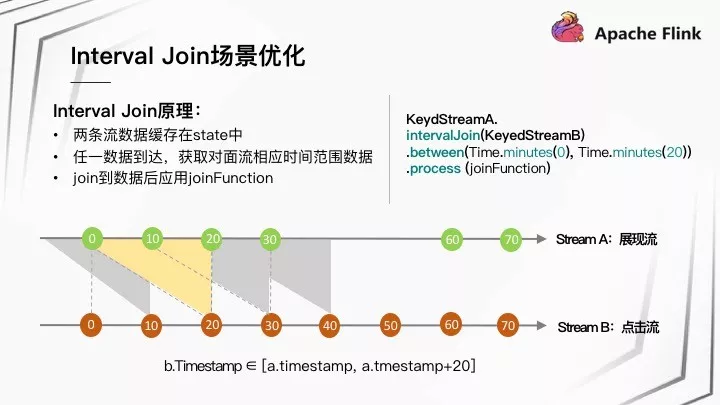 Apache Flink
Interval Join场景优化
Interval Join原理：
• 两条流数据缓存在state中
• 任一数据到达，获取对面流相应时间范围数据
• join到数据后应用joinFunction
KeydStreamA.
intervalJoin(KeyedStreamB)
.between(Time.minutes(0), Time.minutes(20))
.process (joinFunction)
0 10 20 30 60 70 Stream A：展现流
0 10 20 30 40 50 60 70 Stream B：点击流
b.Timestamp ∈ [a.timestamp, a.tmestamp+20]